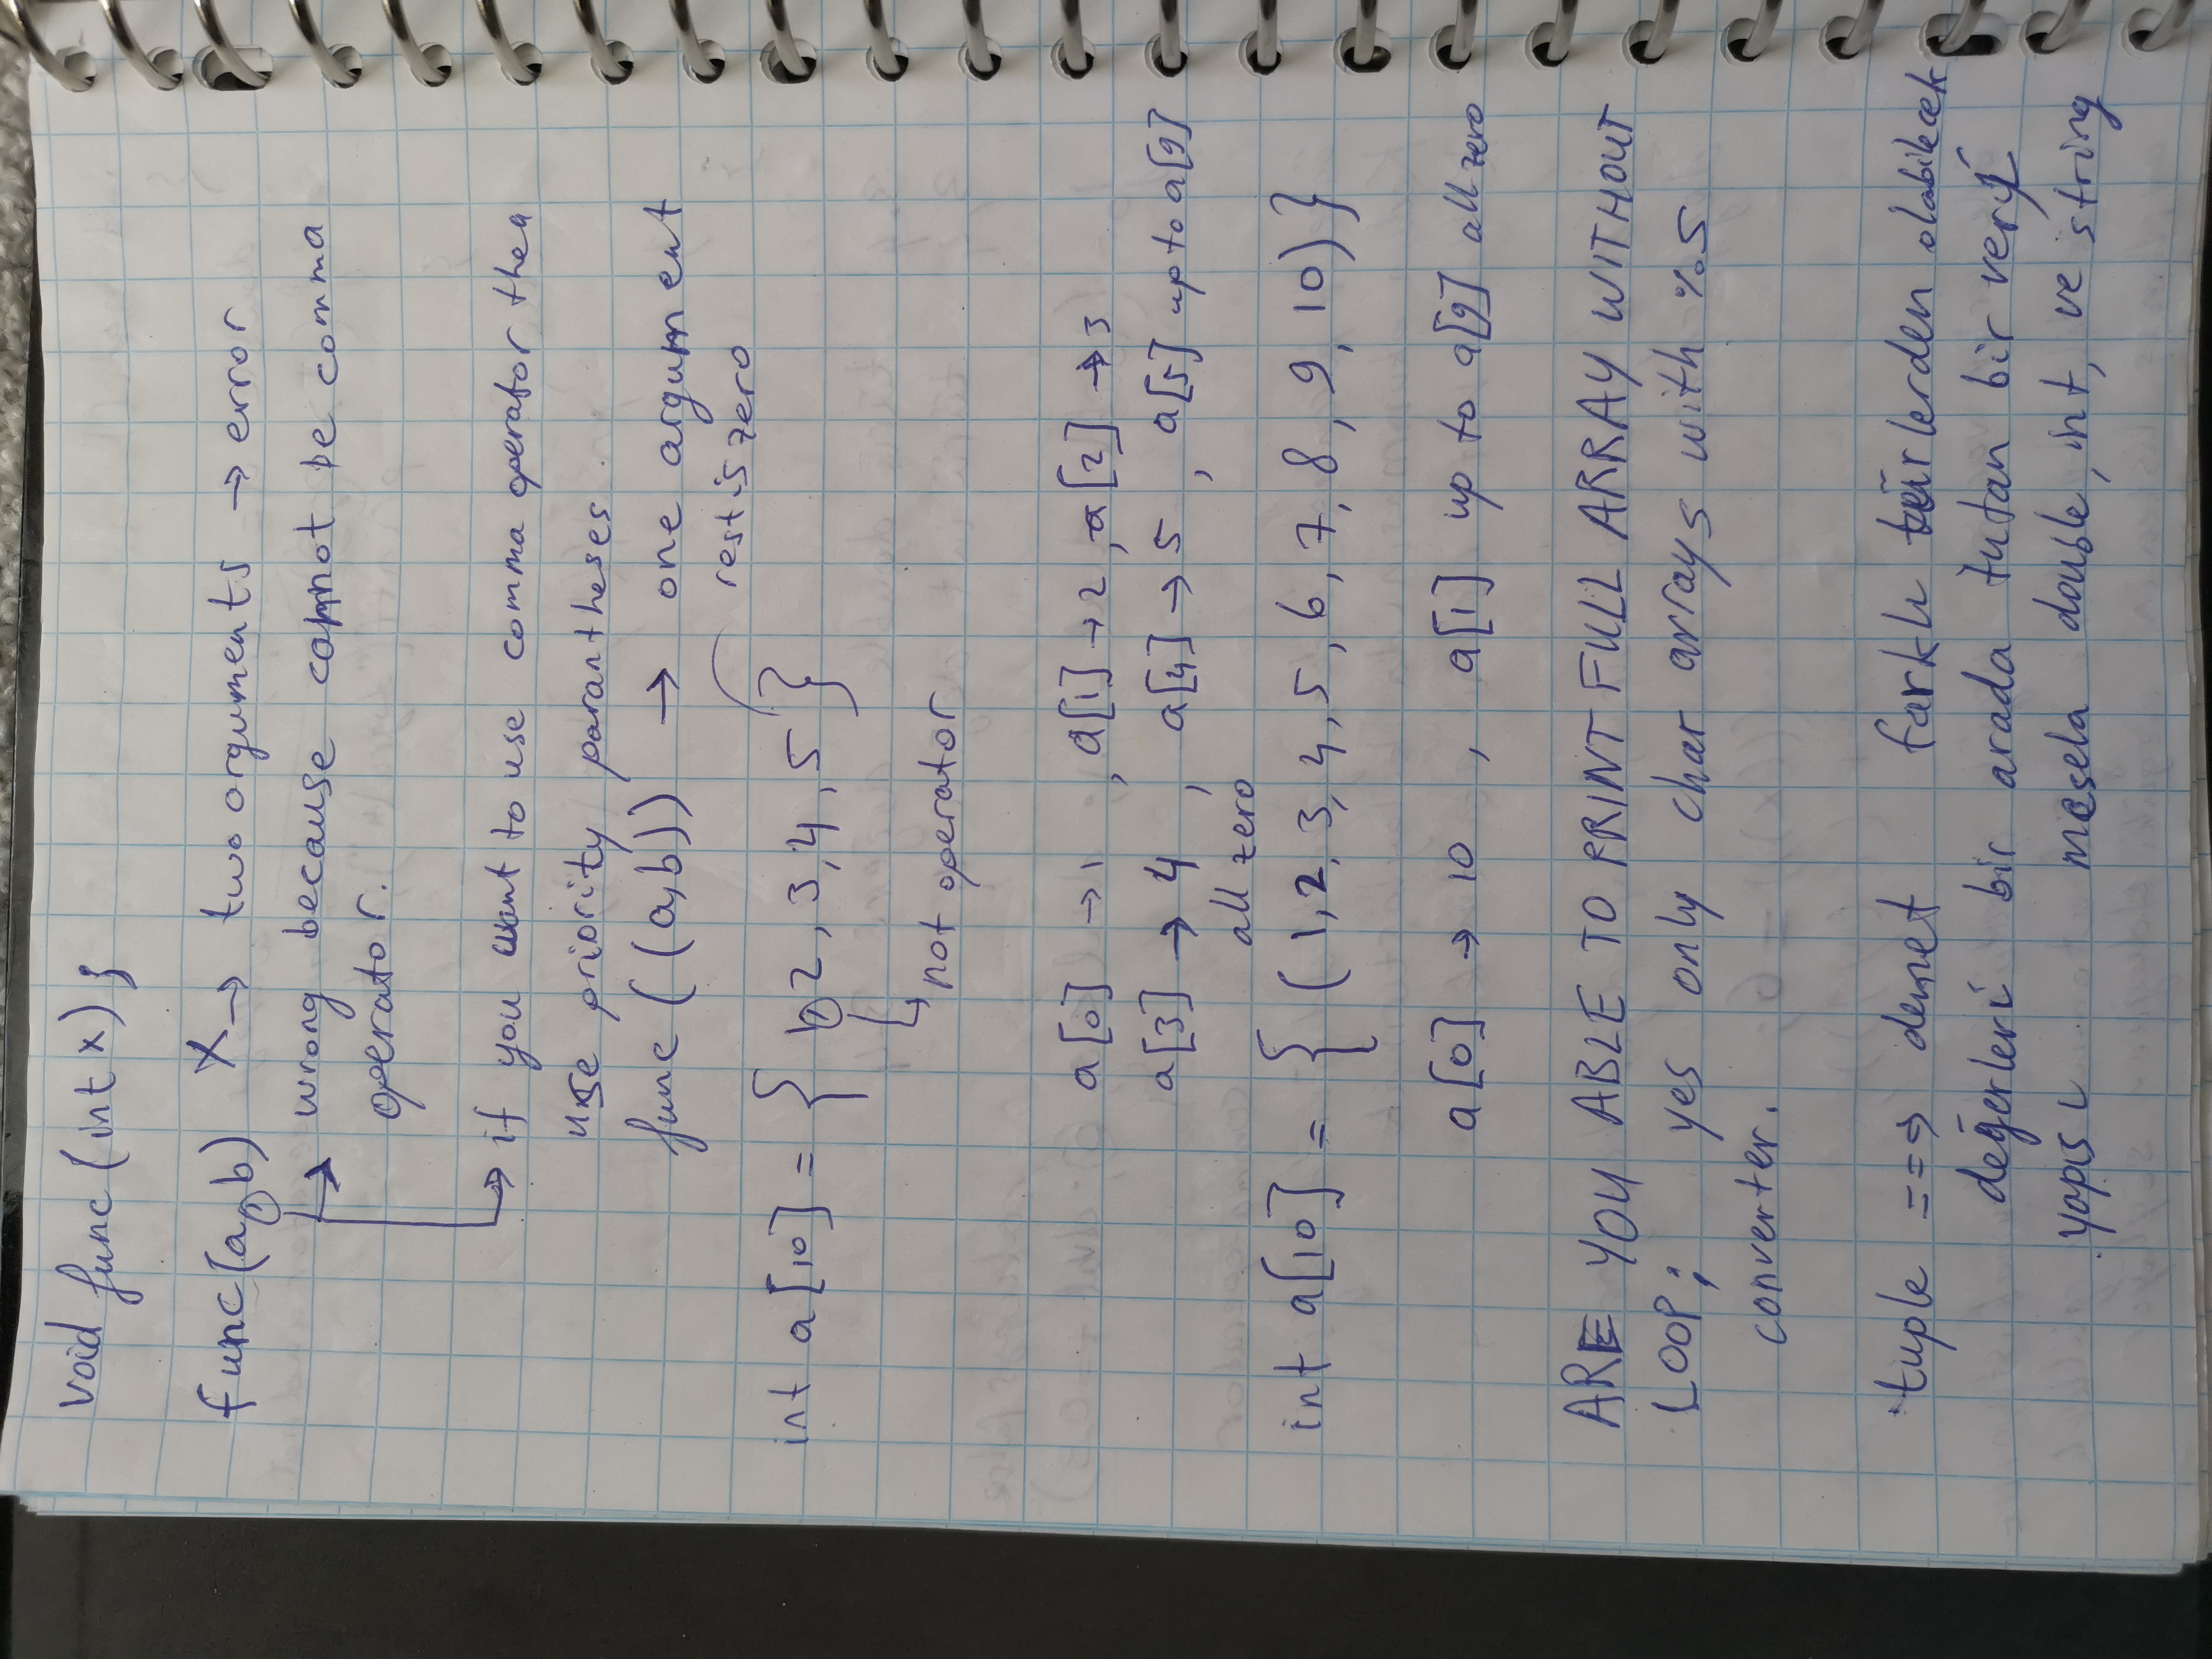 void func (int x);
func(a, b) X → two arguments → error
wrong because cannot be comma
operator.
if you want to use comma operator then
use priority parantheses.
func ((a,b)) → one argument
rest is zero
int a[10] = { 1, 2, 3, 4, 5 }
not operator
a[0] → 1 , a[1] → 2 , a[2] → 3
a[3] → 4 , a[4] → 5 , a[5] up to a[9]
all zero
int a[10] = { (1, 2, 3, 4, 5, 6, 7, 8, 9, 10) }
a[0] → 10 , a[1] up to a[9] all zero
ARE YOU ABLE TO PRINT FULL ARRAY WITHOUT
LOOP; yes only char arrays with %s
converter.
tuple ==⇒ demet farklı türlerden olabilecek
değerleri bir arada tutan bir veri
yapısı mesela double, int, ve string